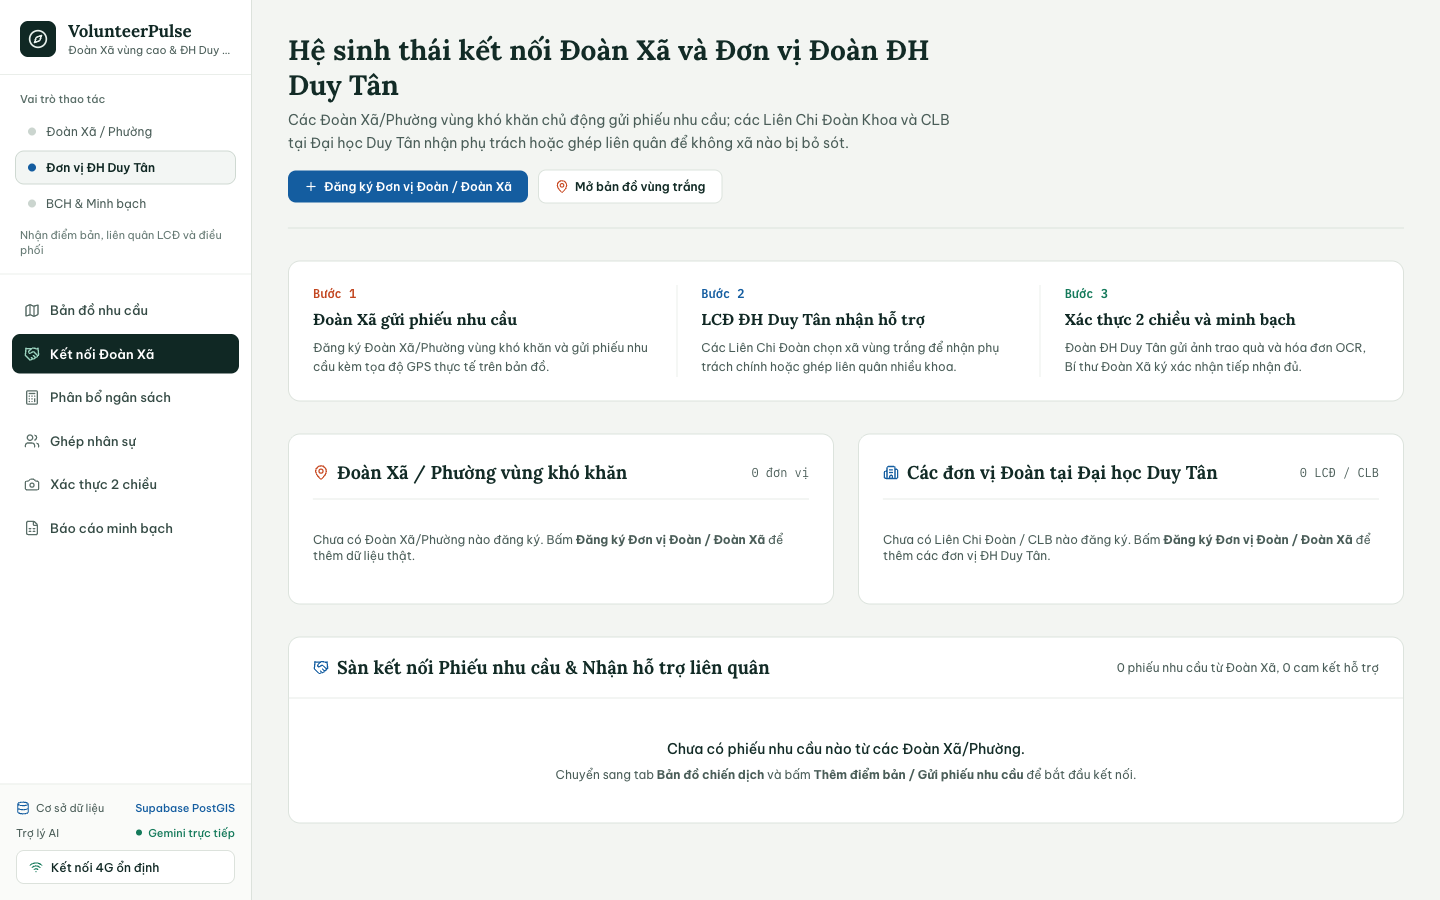 VolunteerPulse
Đoàn Xã vùng cao & ĐH Duy ...
Vai trò thao tác
Đoàn Xã / Phường
Đơn vị ĐH Duy Tân
BCH & Minh bạch
Nhận điểm bản, liên quân LCĐ và điều
phối
Bản đồ nhu cầu
Kết nối Đoàn Xã
Phân bổ ngân sách
Ghép nhân sự
Xác thực 2 chiều
Báo cáo minh bạch
Cơ sở dữ liệu
Supabase PostGIS
Trợ lý AI
Gemini trực tiếp
Kết nối 4G ổn định
Hệ sinh thái kết nối Đoàn Xã và Đơn vị Đoàn ĐH
Duy Tân
Các Đoàn Xã/Phường vùng khó khăn chủ động gửi phiếu nhu cầu; các Liên Chi Đoàn Khoa và CLB
tại Đại học Duy Tân nhận phụ trách hoặc ghép liên quân để không xã nào bị bỏ sót.
Đăng ký Đơn vị Đoàn / Đoàn Xã
Mở bản đồ vùng trắng
Bước 1
Đoàn Xã gửi phiếu nhu cầu
Đăng ký Đoàn Xã/Phường vùng khó khăn và gửi phiếu nhu
cầu kèm tọa độ GPS thực tế trên bản đồ.
Bước 2
LCĐ ĐH Duy Tân nhận hỗ trợ
Các Liên Chi Đoàn chọn xã vùng trắng để nhận phụ
trách chính hoặc ghép liên quân nhiều khoa.
Bước 3
Xác thực 2 chiều và minh bạch
Đoàn ĐH Duy Tân gửi ảnh trao quà và hóa đơn OCR,
Bí thư Đoàn Xã ký xác nhận tiếp nhận đủ.
Đoàn Xã / Phường vùng khó khăn
0 đơn vị
Chưa có Đoàn Xã/Phường nào đăng ký. Bấm Đăng ký Đơn vị Đoàn / Đoàn Xã để
thêm dữ liệu thật.
Các đơn vị Đoàn tại Đại học Duy Tân
0 LCĐ / CLB
Chưa có Liên Chi Đoàn / CLB nào đăng ký. Bấm Đăng ký Đơn vị Đoàn / Đoàn Xã để
thêm các đơn vị ĐH Duy Tân.
Sàn kết nối Phiếu nhu cầu & Nhận hỗ trợ liên quân
0 phiếu nhu cầu từ Đoàn Xã, 0 cam kết hỗ trợ
Chưa có phiếu nhu cầu nào từ các Đoàn Xã/Phường.
Chuyển sang tab Bản đồ chiến dịch và bấm Thêm điểm bản / Gửi phiếu nhu cầu để bắt đầu kết nối.